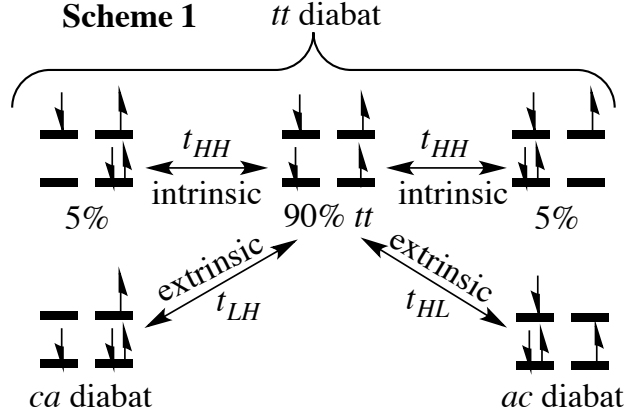 Scheme 1
tt diabat
t_HH
t_HH
intrinsic
intrinsic
5%
90% tt
5%
extrinsic
extrinsic
t_LH
t_HL
ca diabat
ac diabat